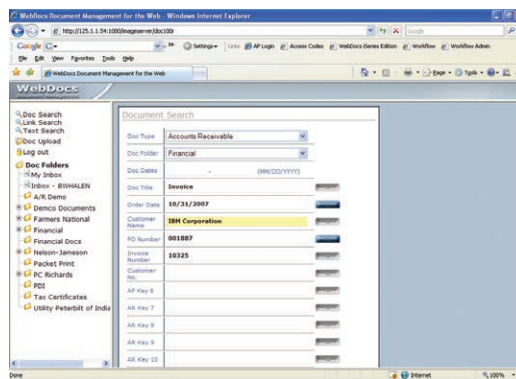 WebDocs Document Management for the Web - Windows Internet Explorer
http://125.1.1.54:1080/imageserver/doc100r
Google
Google
Settings
Links
AP Login
Access Codes
WebDocs iSeries Edition
Workflow
Workflow Admin
File Edit View Favorites Tools Help
WebDocs Document Management for the Web
Page
Tools
WebDocs
Doc Search
Link Search
Text Search
Doc Upload
Log out
Doc Folders
My Inbox
Inbox - BWHALEN
A/R Demo
Demco Documents
Farmers National
Financial
Financial Docs
Nelson-Jameson
Packet Print
PC Richards
PDI
Tax Certificates
Utility Peterbilt of India
Document Search
Doc Type Accounts Receivable
Doc Folder Financial
Doc Dates - (MM/DD/YYYY)
Doc Title Invoice
Order Date 10/31/2007
Customer Name IBM Corporation
PO Number 001887
Invoice Number 10325
Customer No.
AP Key 6
AR Key 7
AR Key 8
AR Key 9
AR Key 10
Done
Internet
100%